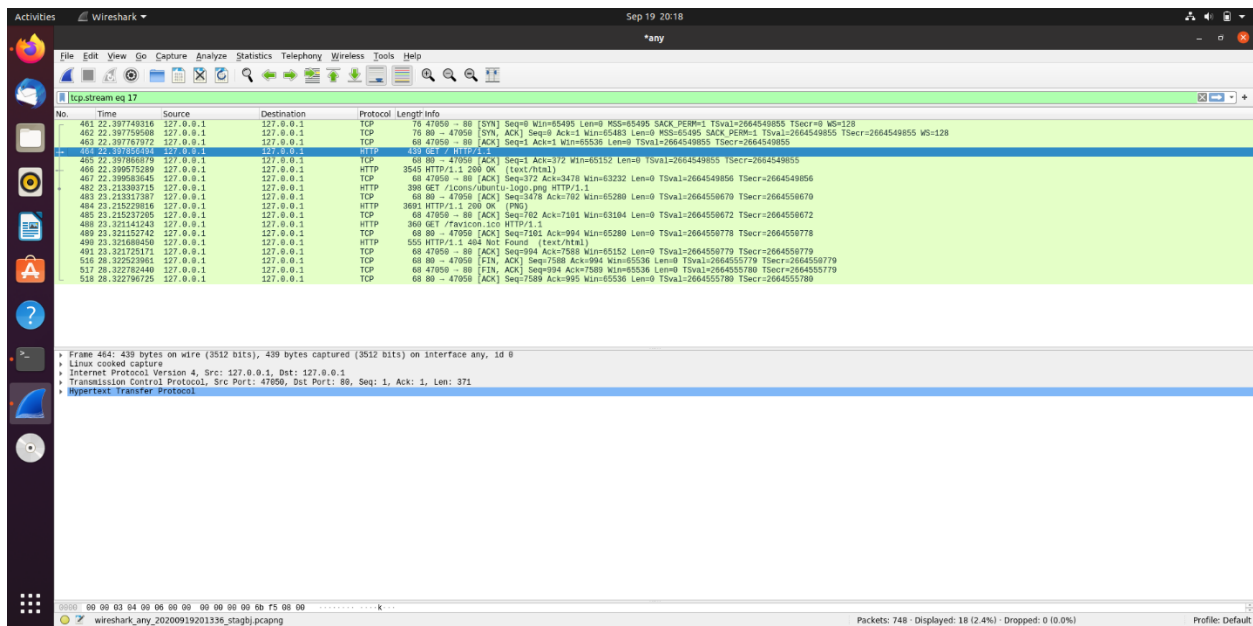 Activities Wireshark Sep 19 20:18
*any
File Edit View Go Capture Analyze Statistics Telephony Wireless Tools Help
tcp.stream eq 17
No. Time Source Destination Protocol Length Info
461 22.397749316 127.0.0.1 127.0.0.1 TCP 76 47050 → 80 [SYN] Seq=0 Win=65495 Len=0 MSS=65495 SACK_PERM=1 TSval=2664549855 TSecr=0 WS=128
462 22.397759508 127.0.0.1 127.0.0.1 TCP 76 80 → 47050 [SYN, ACK] Seq=0 Ack=1 Win=65483 Len=0 MSS=65495 SACK_PERM=1 TSval=2664549855 TSecr=2664549855 WS=128
463 22.397767972 127.0.0.1 127.0.0.1 TCP 68 47050 → 80 [ACK] Seq=1 Ack=1 Win=65536 Len=0 TSval=2664549855 TSecr=2664549855
464 22.397856494 127.0.0.1 127.0.0.1 HTTP 439 GET / HTTP/1.1
465 22.397866879 127.0.0.1 127.0.0.1 TCP 68 80 → 47050 [ACK] Seq=1 Ack=372 Win=65152 Len=0 TSval=2664549855 TSecr=2664549855
466 22.399575289 127.0.0.1 127.0.0.1 HTTP 3545 HTTP/1.1 200 OK (text/html)
467 22.399583645 127.0.0.1 127.0.0.1 TCP 68 47050 → 80 [ACK] Seq=372 Ack=3478 Win=63232 Len=0 TSval=2664549856 TSecr=2664549856
482 23.213303715 127.0.0.1 127.0.0.1 HTTP 398 GET /icons/ubuntu-logo.png HTTP/1.1
483 23.213317387 127.0.0.1 127.0.0.1 TCP 68 80 → 47050 [ACK] Seq=3478 Ack=702 Win=65280 Len=0 TSval=2664550670 TSecr=2664550670
484 23.215229816 127.0.0.1 127.0.0.1 HTTP 3691 HTTP/1.1 200 OK (PNG)
485 23.215237205 127.0.0.1 127.0.0.1 TCP 68 47050 → 80 [ACK] Seq=702 Ack=7101 Win=63104 Len=0 TSval=2664550672 TSecr=2664550672
488 23.321141243 127.0.0.1 127.0.0.1 HTTP 360 GET /favicon.ico HTTP/1.1
489 23.321152742 127.0.0.1 127.0.0.1 TCP 68 80 → 47050 [ACK] Seq=7101 Ack=994 Win=65280 Len=0 TSval=2664550778 TSecr=2664550778
490 23.321680450 127.0.0.1 127.0.0.1 HTTP 555 HTTP/1.1 404 Not Found (text/html)
491 23.321725171 127.0.0.1 127.0.0.1 TCP 68 47050 → 80 [ACK] Seq=994 Ack=7588 Win=65152 Len=0 TSval=2664550779 TSecr=2664550779
516 28.322523961 127.0.0.1 127.0.0.1 TCP 68 80 → 47050 [FIN, ACK] Seq=7588 Ack=994 Win=65536 Len=0 TSval=2664555779 TSecr=2664550779
517 28.322782440 127.0.0.1 127.0.0.1 TCP 68 47050 → 80 [FIN, ACK] Seq=994 Ack=7589 Win=65536 Len=0 TSval=2664555780 TSecr=2664555779
518 28.322796725 127.0.0.1 127.0.0.1 TCP 68 80 → 47050 [ACK] Seq=7589 Ack=995 Win=65536 Len=0 TSval=2664555780 TSecr=2664555780
Frame 464: 439 bytes on wire (3512 bits), 439 bytes captured (3512 bits) on interface any, id 0
Linux cooked capture
Internet Protocol Version 4, Src: 127.0.0.1, Dst: 127.0.0.1
Transmission Control Protocol, Src Port: 47050, Dst Port: 80, Seq: 1, Ack: 1, Len: 371
Hypertext Transfer Protocol
0000 00 00 03 04 00 06 00 00 00 00 00 00 6b f5 08 00 ········ ····k···
wireshark_any_20200919201336_stagbj.pcapng Packets: 748 · Displayed: 18 (2.4%) · Dropped: 0 (0.0%) Profile: Default